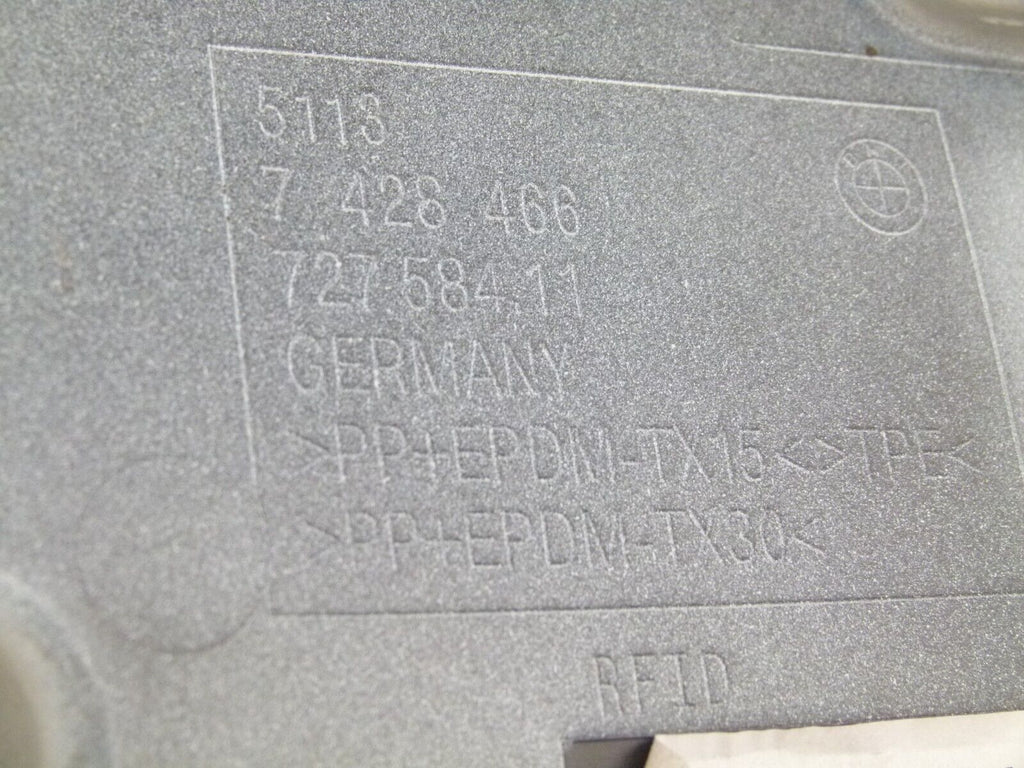 5113
7 428 466
727.584.11
GERMANY
>PP+EPDM-TX15<>TPE<
>PP+EPDM-TX30<
RFID